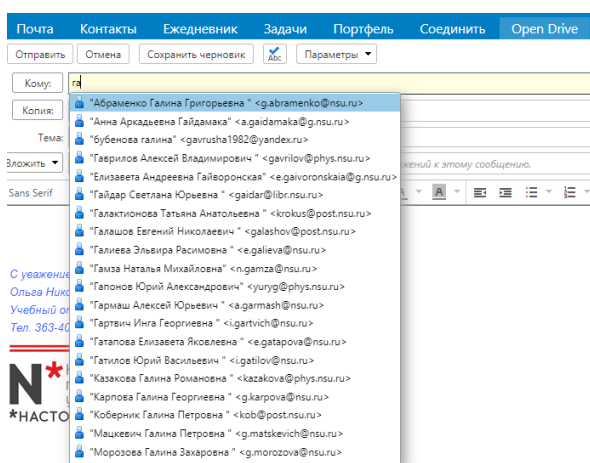 Почта Контакты Ежедневник Задачи Портфель Соединить Open Drive
Отправить Отмена Сохранить черновик Abc Параметры
Кому: га
"Абраменко Галина Григорьевна " <g.abramenko@nsu.ru>
Копия:
"Анна Аркадьевна Гайдамака" <a.gaidamaka@g.nsu.ru>
Тема:
"бубенова галина" <gavrusha1982@yandex.ru>
"Гаврилов Алексей Владимирович " <gavrilov@phys.nsu.ru>
Вложить
"Елизавета Андреевна Гайворонская" <e.gaivoronskaia@g.nsu.ru>
к этому сообщению.
Sans Serif
"Гайдар Светлана Юрьевна " <gaidar@libr.nsu.ru>
"Галактионова Татьяна Анатольевна " <krokus@post.nsu.ru>
"Галашов Евгений Николаевич " <galashov@post.nsu.ru>
"Галиева Эльвира Расимовна " <e.galieva@nsu.ru>
С
"Гамза Наталья Михайловна" <n.gamza@nsu.ru>
Ольга
"Гапонов Юрий Александрович" <yuryg@phys.nsu.ru>
Учебный
"Гармаш Алексей Юрьевич " <a.garmash@nsu.ru>
Тел. 363-40
"Гартвич Инга Георгиевна " <i.gartvich@nsu.ru>
"Гатапова Елизавета Яковлевна " <e.gatapova@nsu.ru>
"Гатилов Юрий Васильевич " <i.gatilov@nsu.ru>
N*
"Казакова Галина Романовна " <kazakova@phys.nsu.ru>
"Карпова Галина Георгиевна " <g.karpova@nsu.ru>
*НАСТО
"Коберник Галина Петровна " <kob@post.nsu.ru>
"Мацкевич Галина Петровна " <g.matskevich@nsu.ru>
"Морозова Галина Захаровна " <g.morozova@nsu.ru>